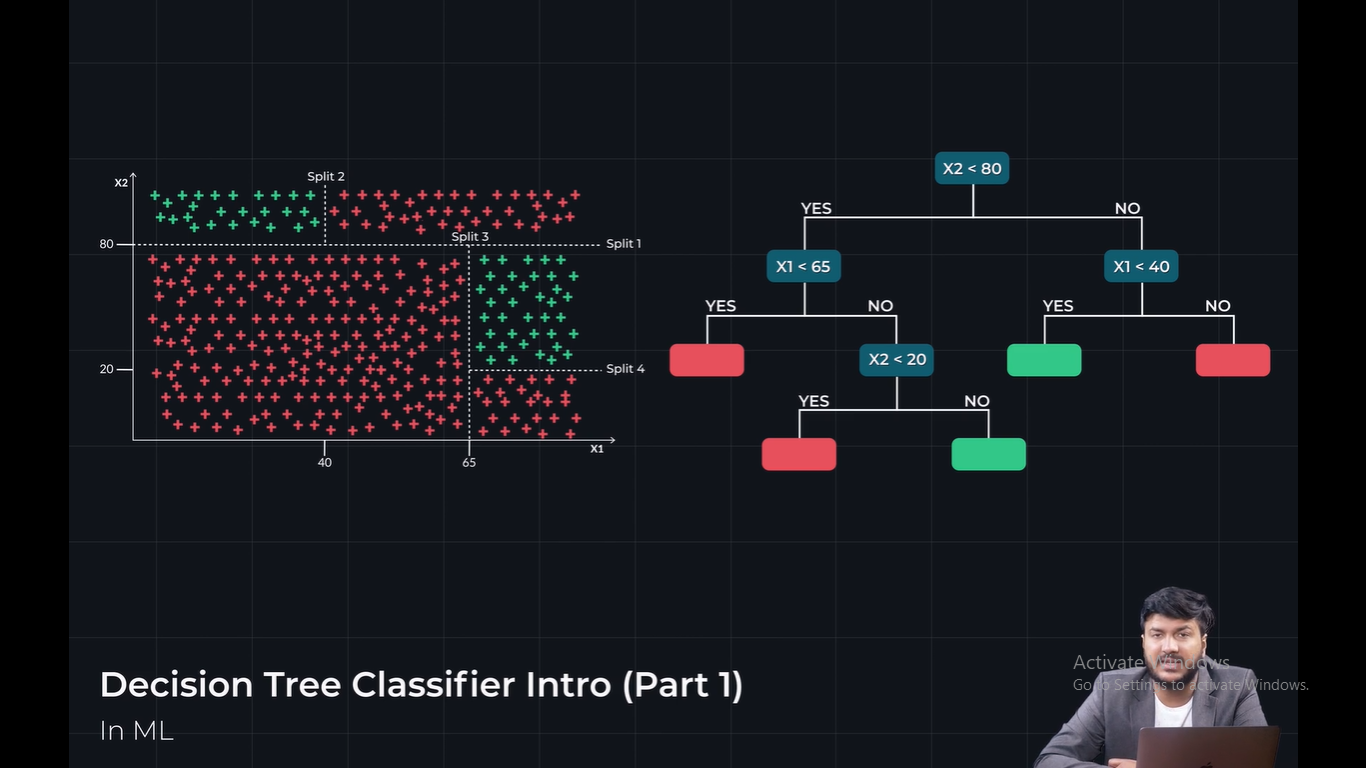 X2
Split 2
Split 3
80
Split 1
20
Split 4
X1
40
65
X2 < 80
YES
NO
X1 < 65
X1 < 40
YES
NO
YES
NO
X2 < 20
YES
NO
Decision Tree Classifier Intro (Part 1)
In ML
Activate Windows
Go to Settings to activate Windows.